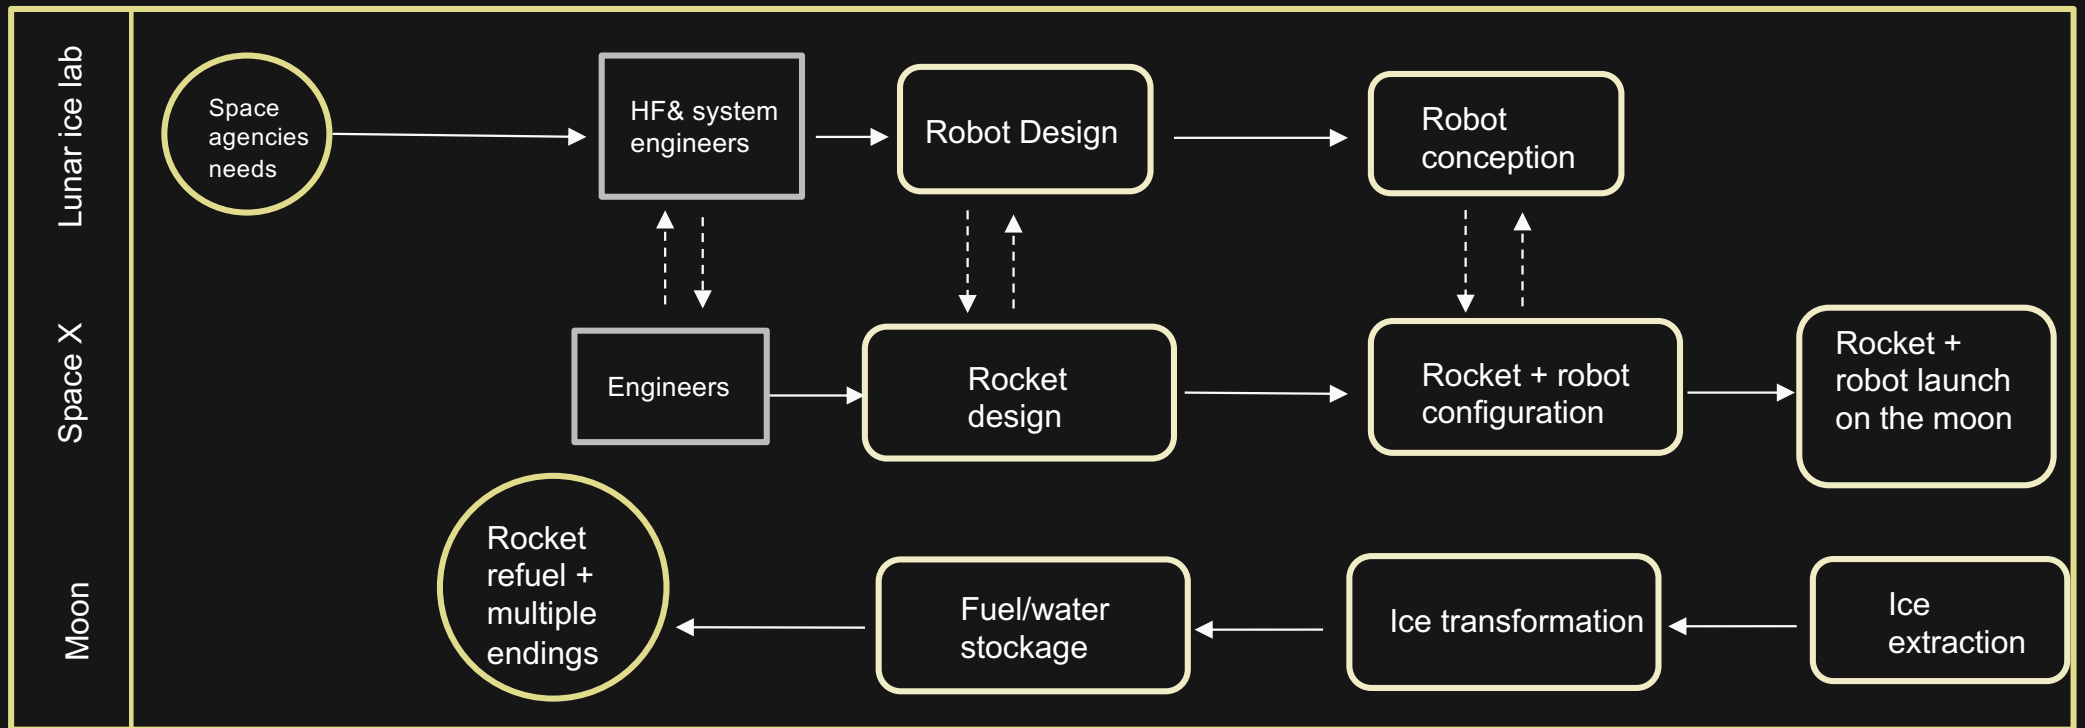 Lunar ice lab
Space
agencies
needs
HF& system
engineers
Robot Design
Robot
conception
Space X
Engineers
Rocket
design
Rocket + robot
configuration
Rocket +
robot launch
on the moon
Moon
Rocket
refuel +
multiple
endings
Fuel/water
stockage
Ice transformation
Ice
extraction